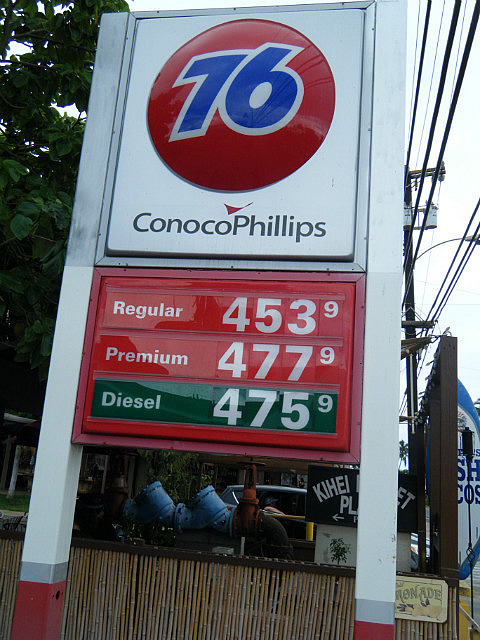 76
ConocoPhillips
Regular 453 9
Premium 477 9
Diesel 475 9
KIHEI